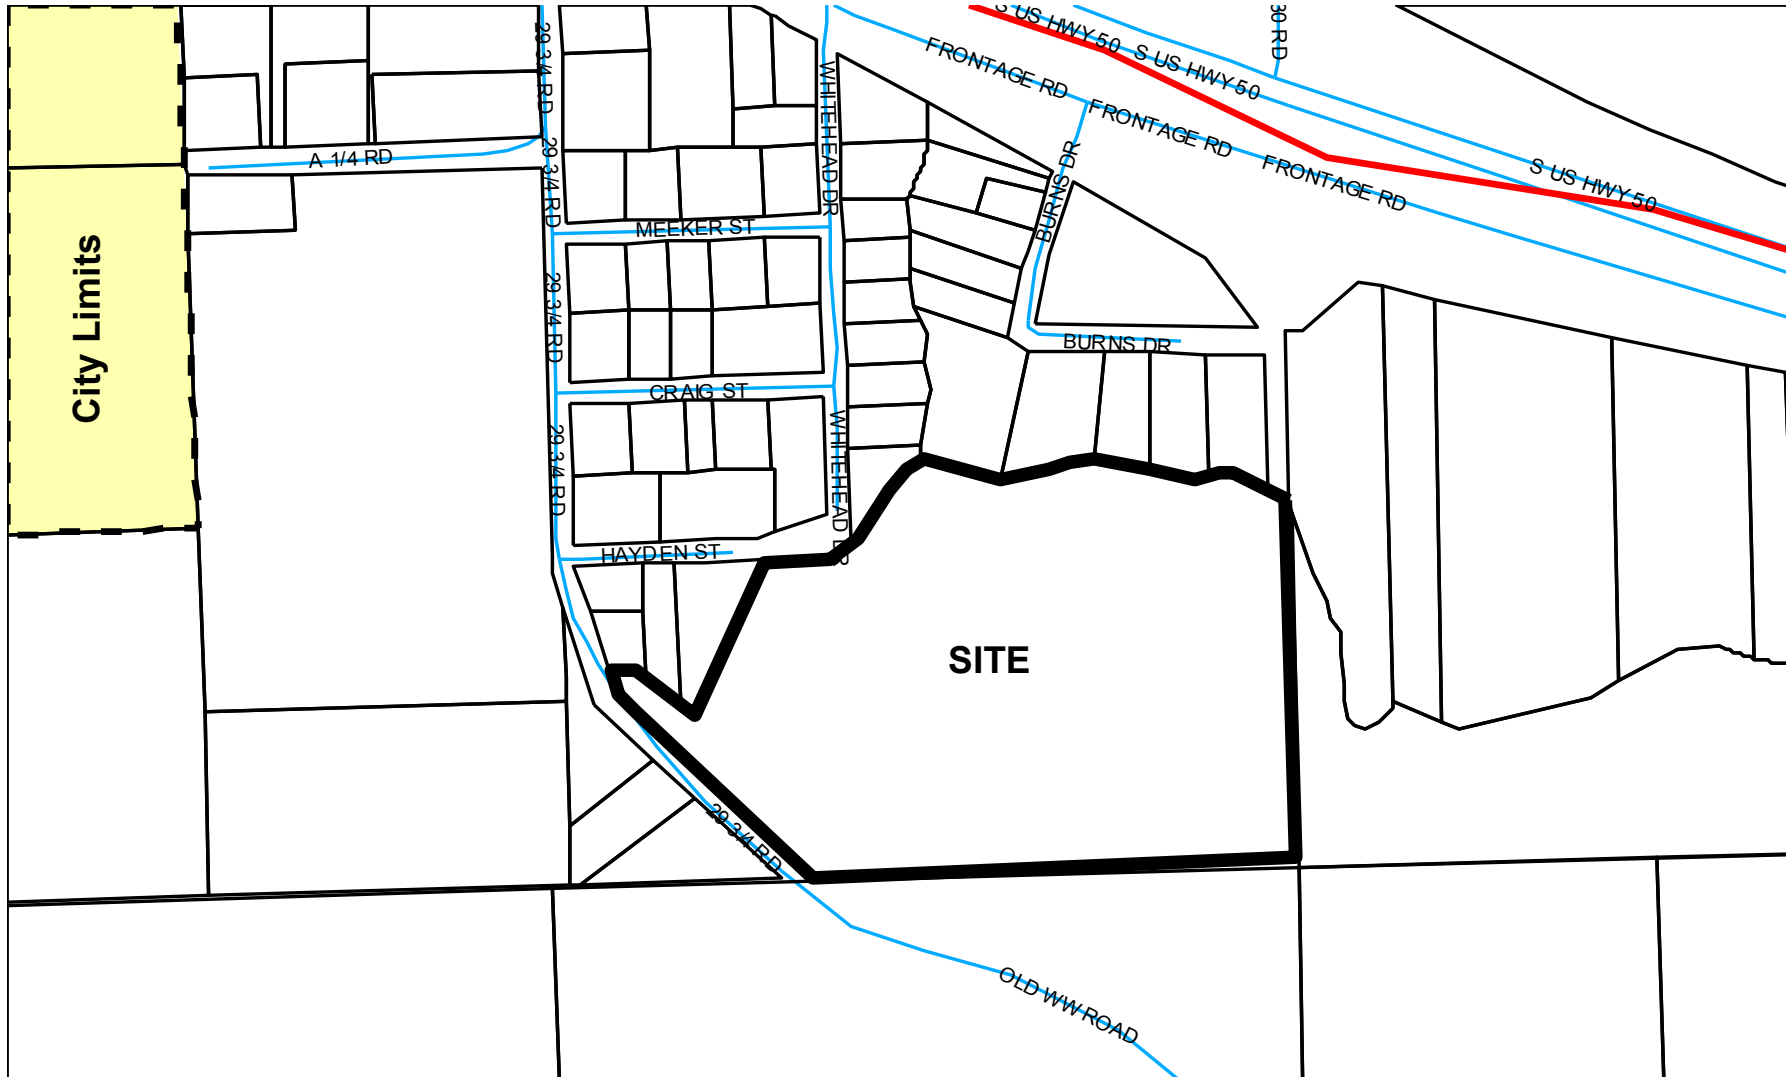 S US HWY 50
S US HWY 50
30 RD
FRONTAGE RD
FRONTAGE RD
FRONTAGE RD
S US HWY 50
29 3/4 RD
WHITEHEAD DR
A 1/4 RD
29 3/4 RD
BURNS DR
MEEKER ST
City Limits
29 3/4 RD
BURNS DR
CRAIG ST
29 3/4 RD
WHITEHEAD DR
HAYDEN ST
SITE
29 3/4 RD
OLD WW ROAD